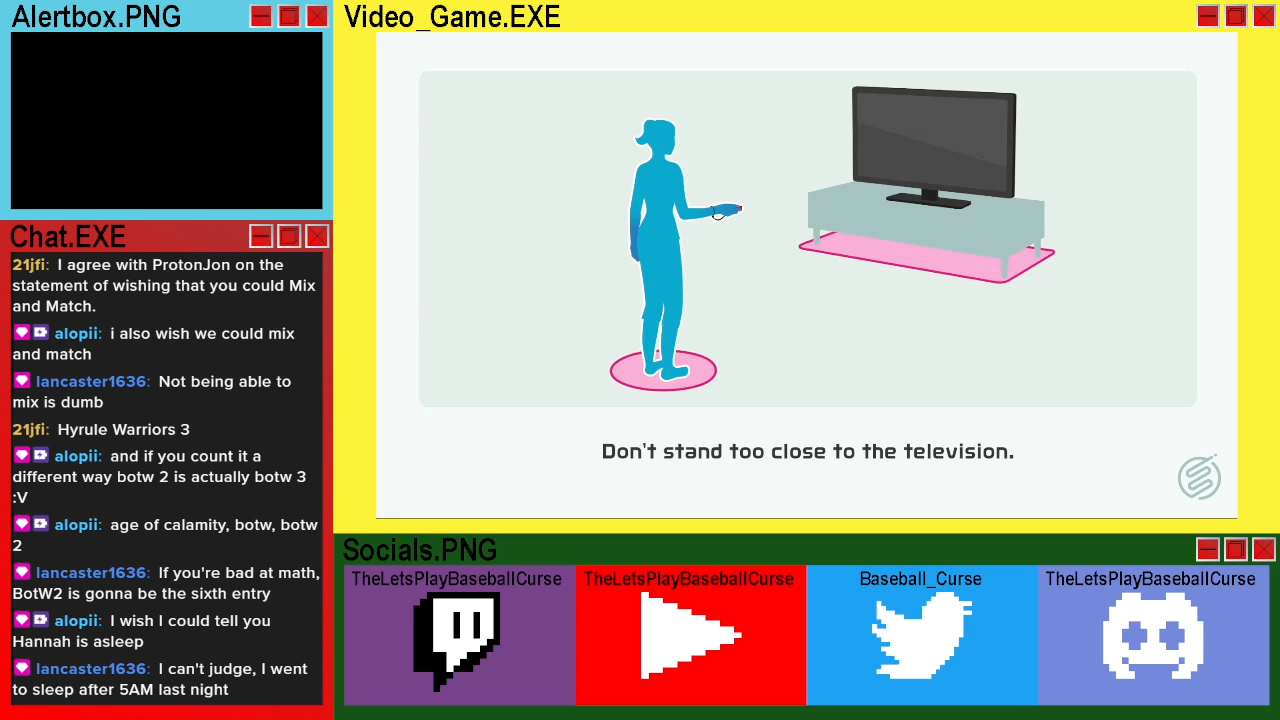 Alertbox.PNG
Video_Game.EXE
Don't stand too close to the television.
Chat.EXE
21jfi: I agree with ProtonJon on the
statement of wishing that you could Mix
and Match.
alopii: i also wish we could mix
and match
lancaster1636: Not being able to
mix is dumb
21jfi: Hyrule Warriors 3
alopii: and if you count it a
different way botw 2 is actually botw 3
:V
alopii: age of calamity, botw, botw
2
lancaster1636: If you're bad at math,
BotW2 is gonna be the sixth entry
alopii: I wish I could tell you
Hannah is asleep
lancaster1636: I can't judge, I went
to sleep after 5AM last night
Socials.PNG
TheLetsPlayBaseballCurse
TheLetsPlayBaseballCurse
Baseball_Curse
TheLetsPlayBaseballCurse